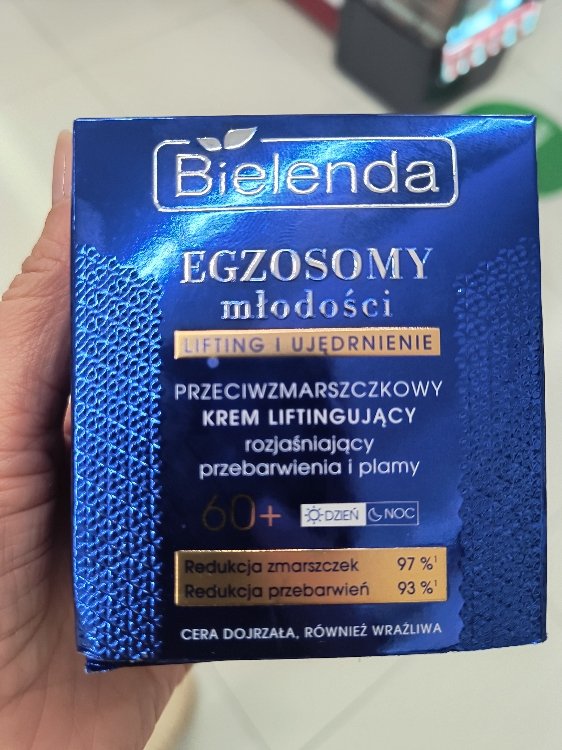 Bielenda
EGZOSOMY
młodości
LIFTING I UJĘDRNIENIE
PRZECIWZMARSZCZKOWY
KREM LIFTINGUJĄCY
rozjaśniający
przebarwienia i plamy
60+ DZIEŃ NOC
Redukcja zmarszczek 97 %¹
Redukcja przebarwień 93 %¹
CERA DOJRZAŁA, RÓWNIEŻ WRAŻLIWA